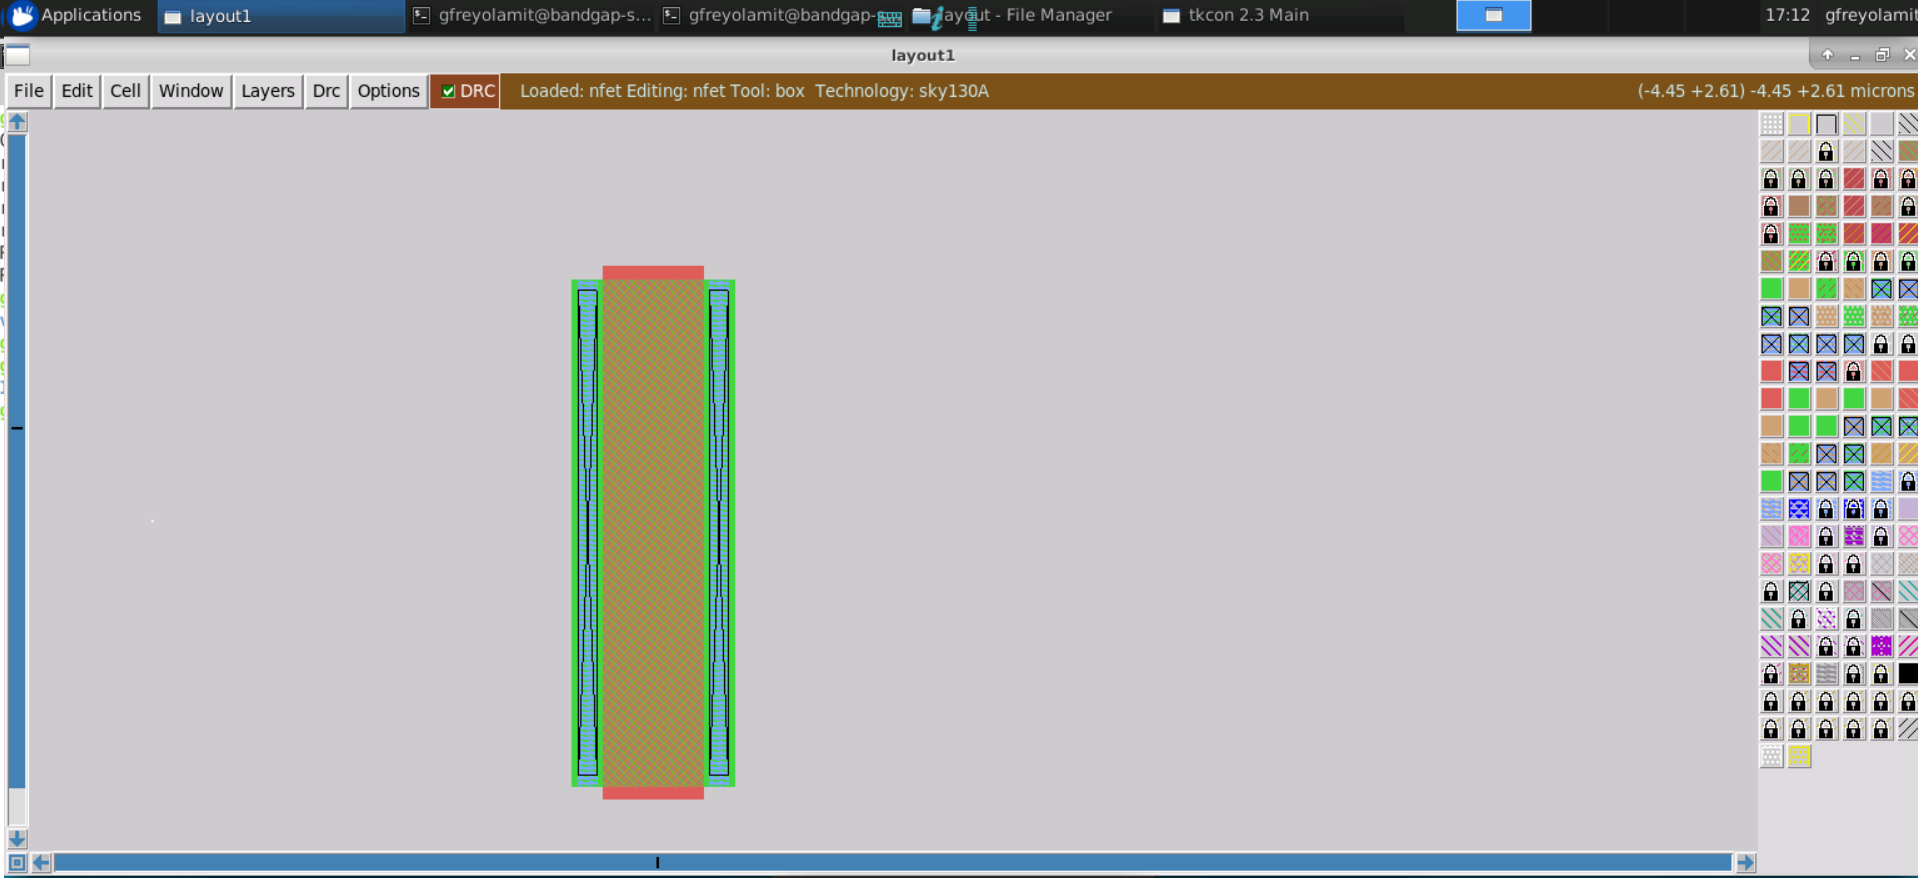 Applications layout1 gfreyolamit@bandgap-s... gfreyolamit@bandgap-s... layout - File Manager tkcon 2.3 Main 17:12 gfreyolamit
layout1
File Edit Cell Window Layers Drc Options DRC Loaded: nfet Editing: nfet Tool: box Technology: sky130A (-4.45 +2.61) -4.45 +2.61 microns